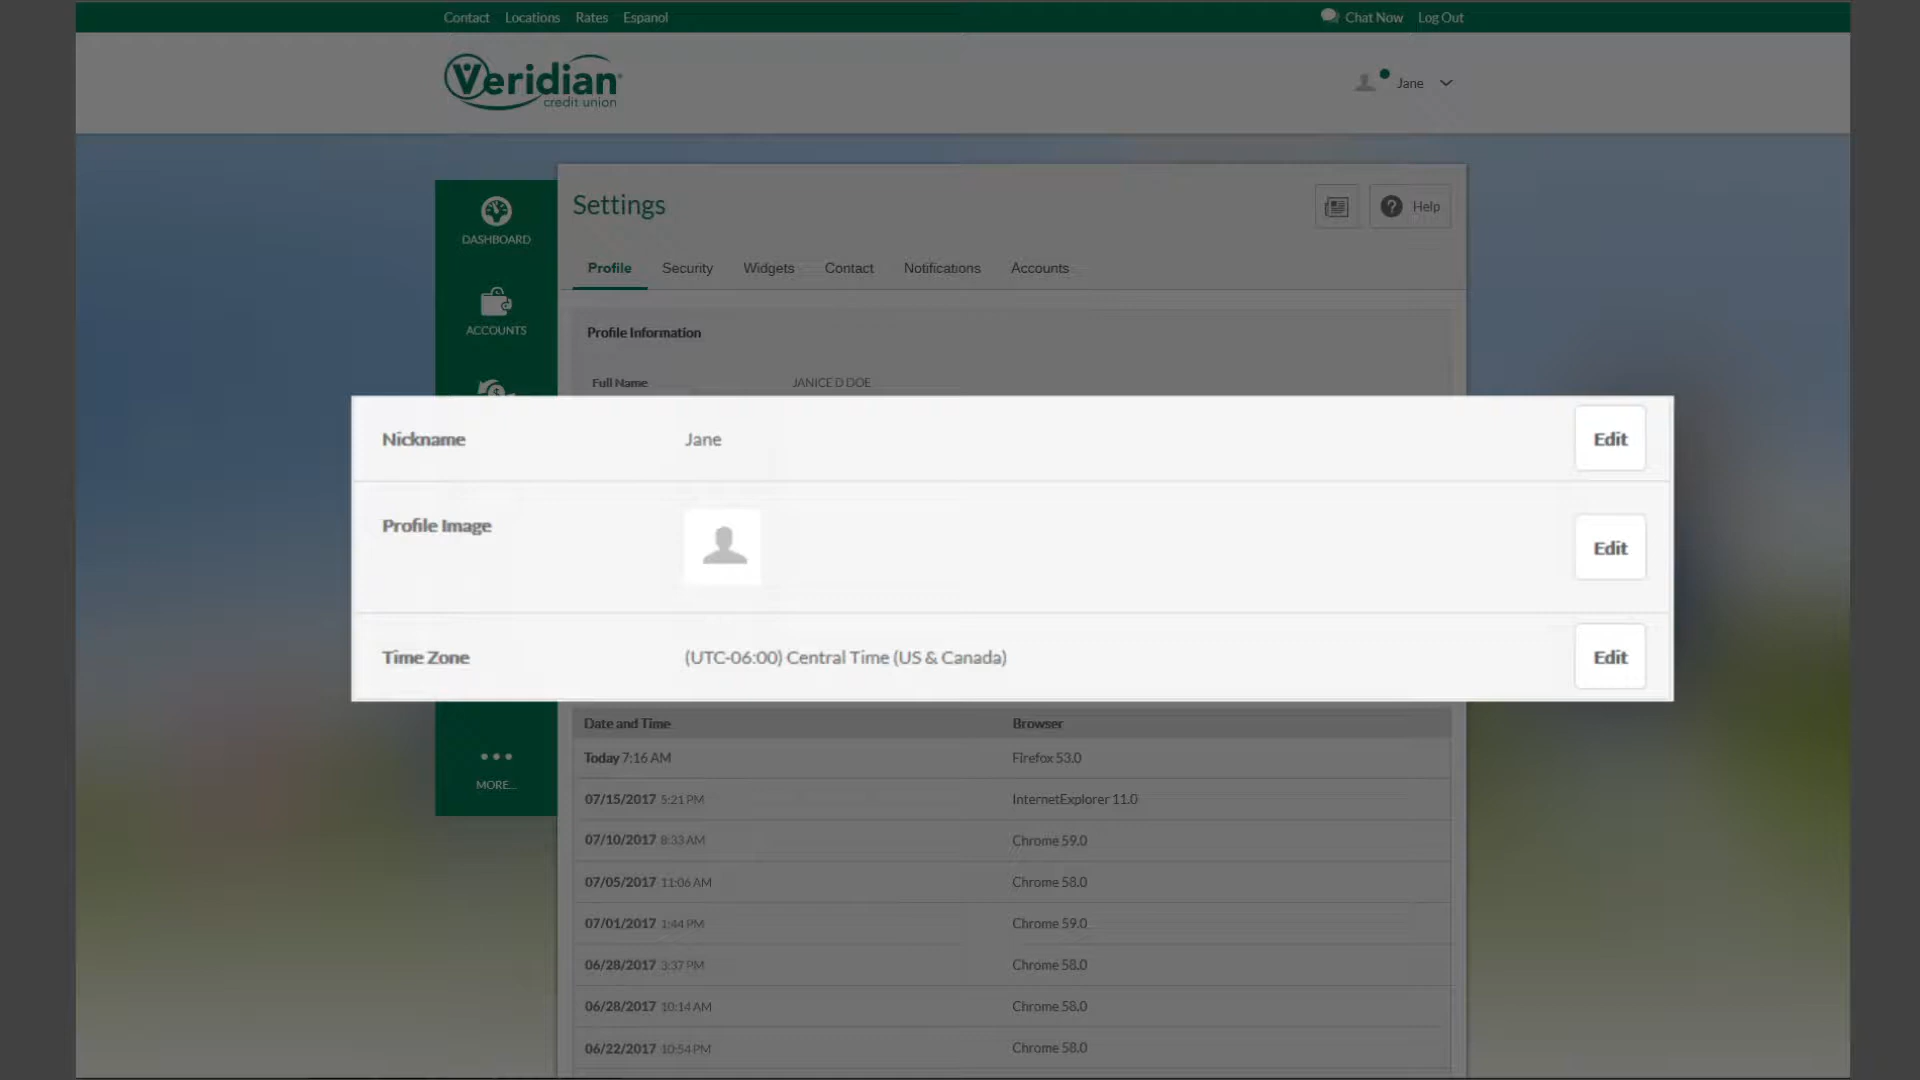 Contact Locations Rates Espanol Chat Now Log Out
Veridian
credit union
Jane
Settings
Help
DASHBOARD
Profile Security Widgets Contact Notifications Accounts
ACCOUNTS
Profile Information
Full Name JANICE D DOE
Nickname Jane Edit
Profile Image Edit
Time Zone (UTC-06:00) Central Time (US & Canada) Edit
Date and Time Browser
Today 7:16 AM Firefox 53.0
MORE...
07/15/2017 5:21 PM InternetExplorer 11.0
07/10/2017 8:33 AM Chrome 59.0
07/05/2017 11:06 AM Chrome 58.0
07/01/2017 1:44 PM Chrome 59.0
06/28/2017 3:37 PM Chrome 58.0
06/28/2017 10:14 AM Chrome 58.0
06/22/2017 10:54 PM Chrome 58.0